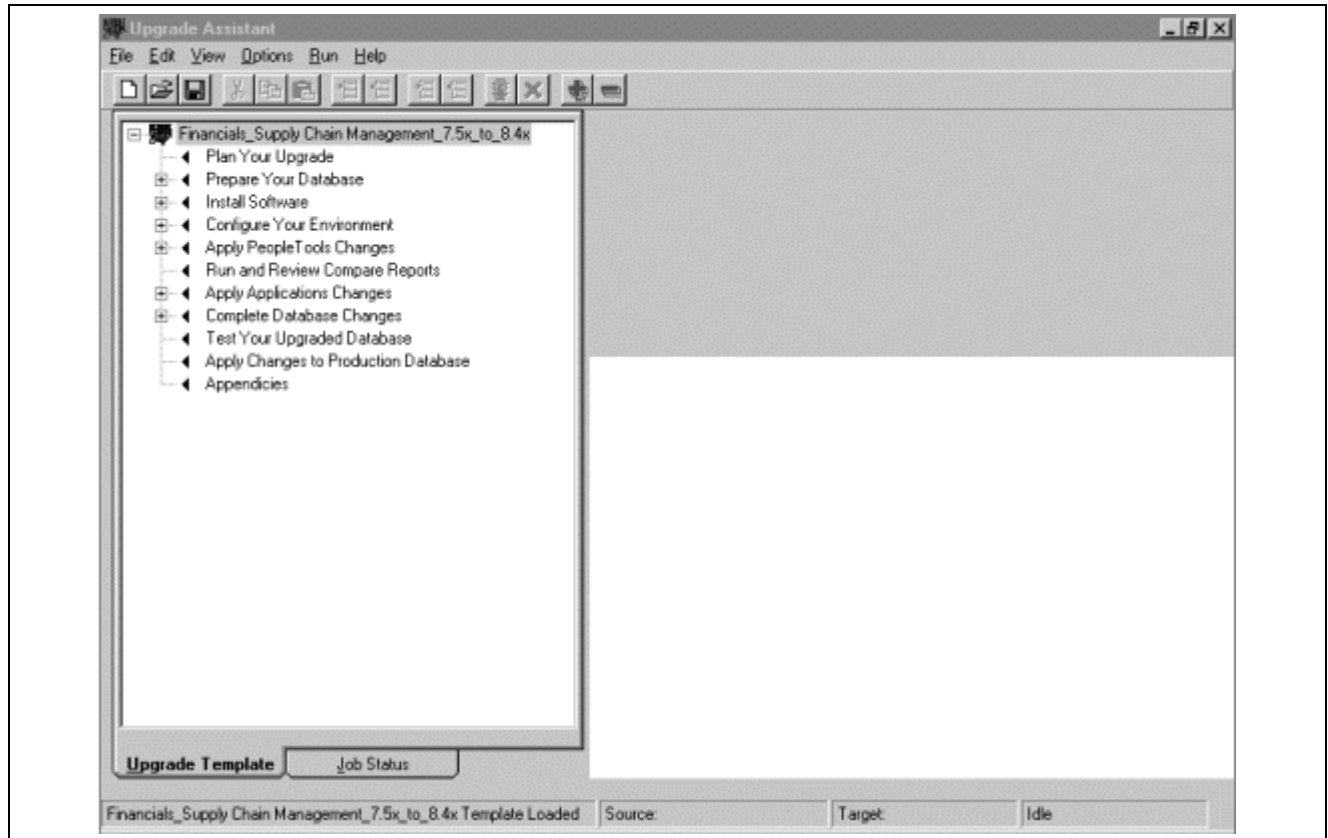 Upgrade Assistant
File Edit View Options Run Help
Financials_Supply Chain Management_7.5x_to_8.4x
Plan Your Upgrade
Prepare Your Database
Install Software
Configure Your Environment
Apply PeopleTools Changes
Run and Review Compare Reports
Apply Applications Changes
Complete Database Changes
Test Your Upgraded Database
Apply Changes to Production Database
Appendicies
Upgrade Template Job Status
Financials_Supply Chain Management_7.5x_to_8.4x Template Loaded Source: Target: Idle